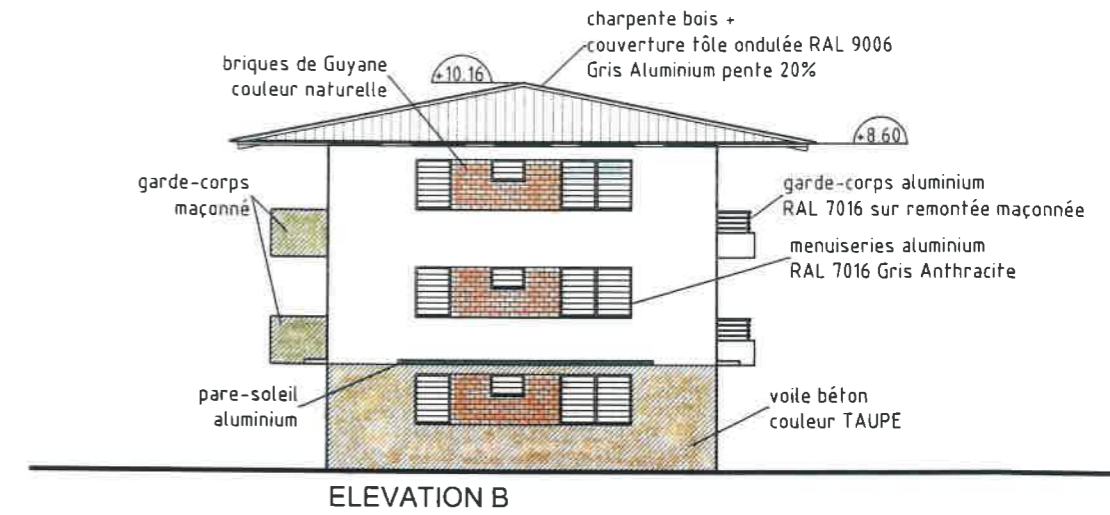 charpente bois +
couverture tôle ondulée RAL 9006
Gris Aluminium pente 20%
briques de Guyane
couleur naturelle
+10.16
+8.60
garde-corps
maçonné
garde-corps aluminium
RAL 7016 sur remontée maçonnée
menuiseries aluminium
RAL 7016 Gris Anthracite
pare-soleil
aluminium
voile béton
couleur TAUPE
ELEVATION B